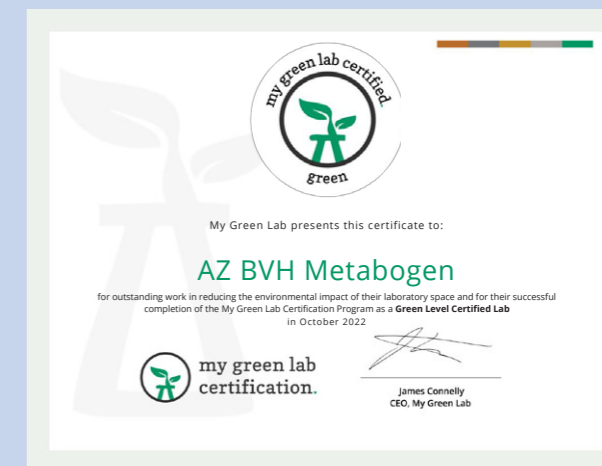 my green lab certified.
green
My Green Lab presents this certificate to:
AZ BVH Metabogen
for outstanding work in reducing the environmental impact of their laboratory space and for their successful
completion of the My Green Lab Certification Program as a Green Level Certified Lab
in October 2022
my green lab
certification.
James Connelly
CEO, My Green Lab